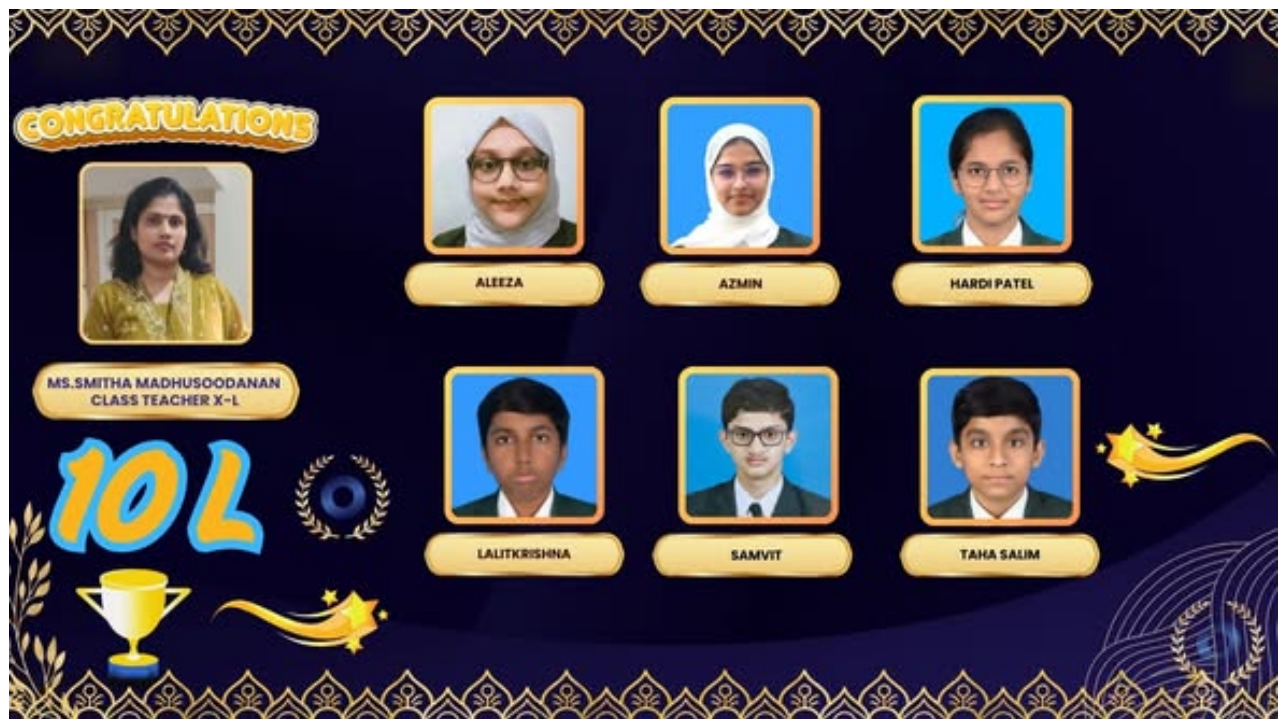 CONGRATULATIONS
MS.SMITHA MADHUSOODANAN
CLASS TEACHER X-L
10 L
ALEEZA
AZMIN
HARDI PATEL
LALITKRISHNA
SAMVIT
TAHA SALIM